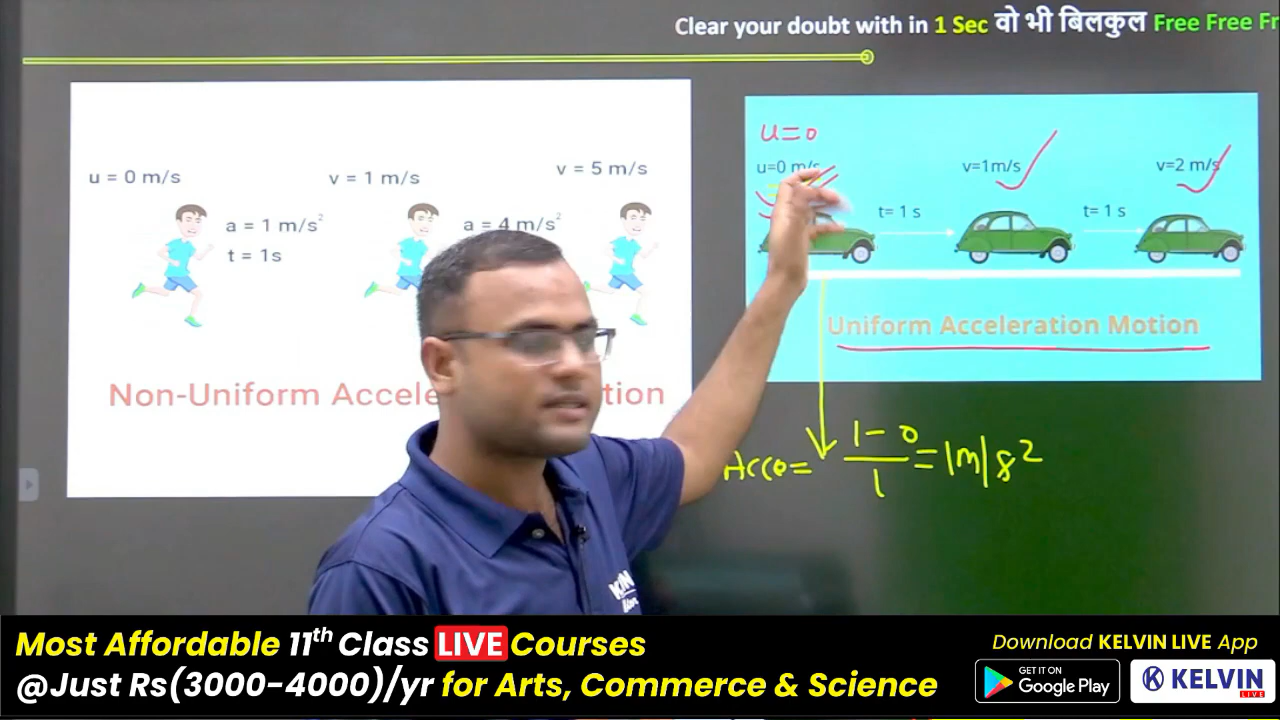 Clear your doubt with in 1 Sec वो भी बिलकुल Free Free Fr
u = 0 m/s
v = 1 m/s
v = 5 m/s
a = 1 m/s²
t = 1s
a = 4 m/s²
Non-Uniform Accele tion
u=0
u=0 m/s
v=1m/s
v=2 m/s
t= 1 s
t= 1 s
Uniform Acceleration Motion
Acco= 1-0/1 =1m/s²
Most Affordable 11th Class LIVE Courses
@Just Rs(3000-4000)/yr for Arts, Commerce & Science
Download KELVIN LIVE App
GET IT ON
Google Play
KELVIN
LIVE